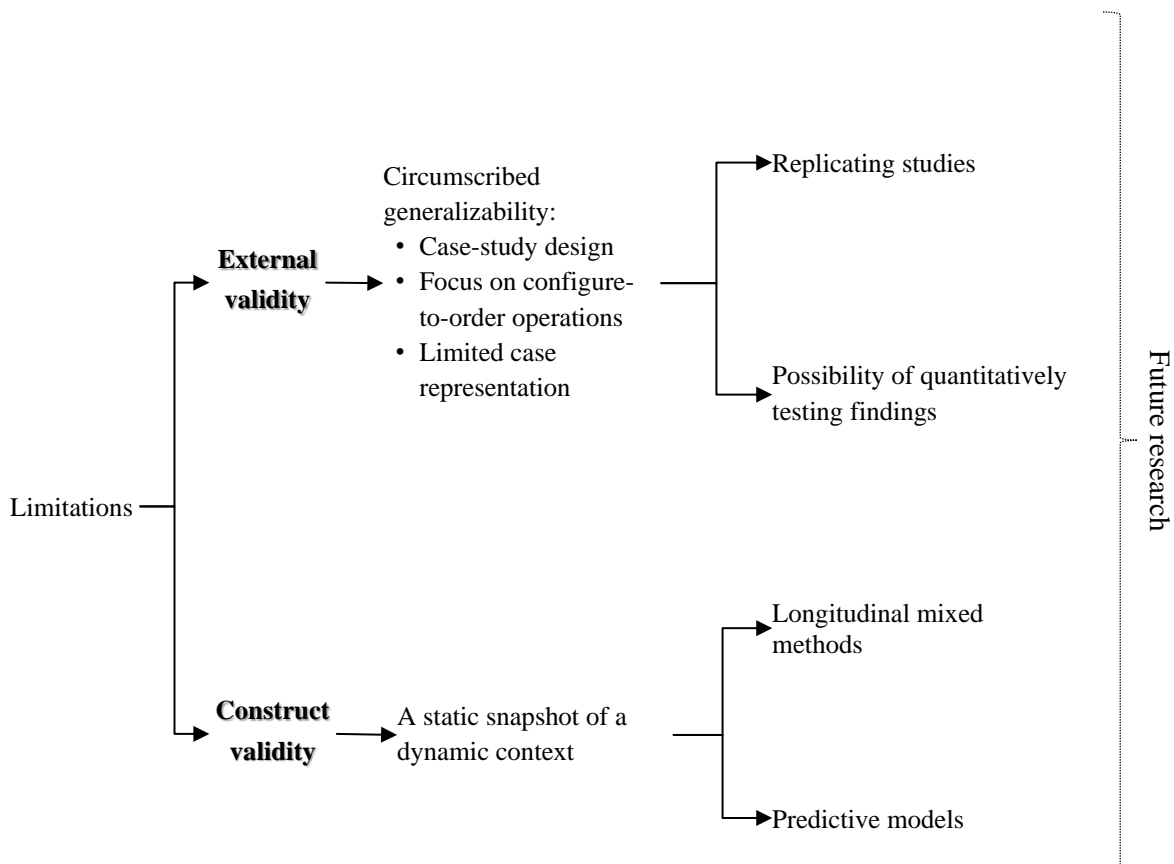 Limitations
External
validity
Circumscribed
generalizability:
• Case-study design
• Focus on configure-
to-order operations
• Limited case
representation
Replicating studies
Possibility of quantitatively
testing findings
Construct
validity
A static snapshot of a
dynamic context
Longitudinal mixed
methods
Predictive models
Future research